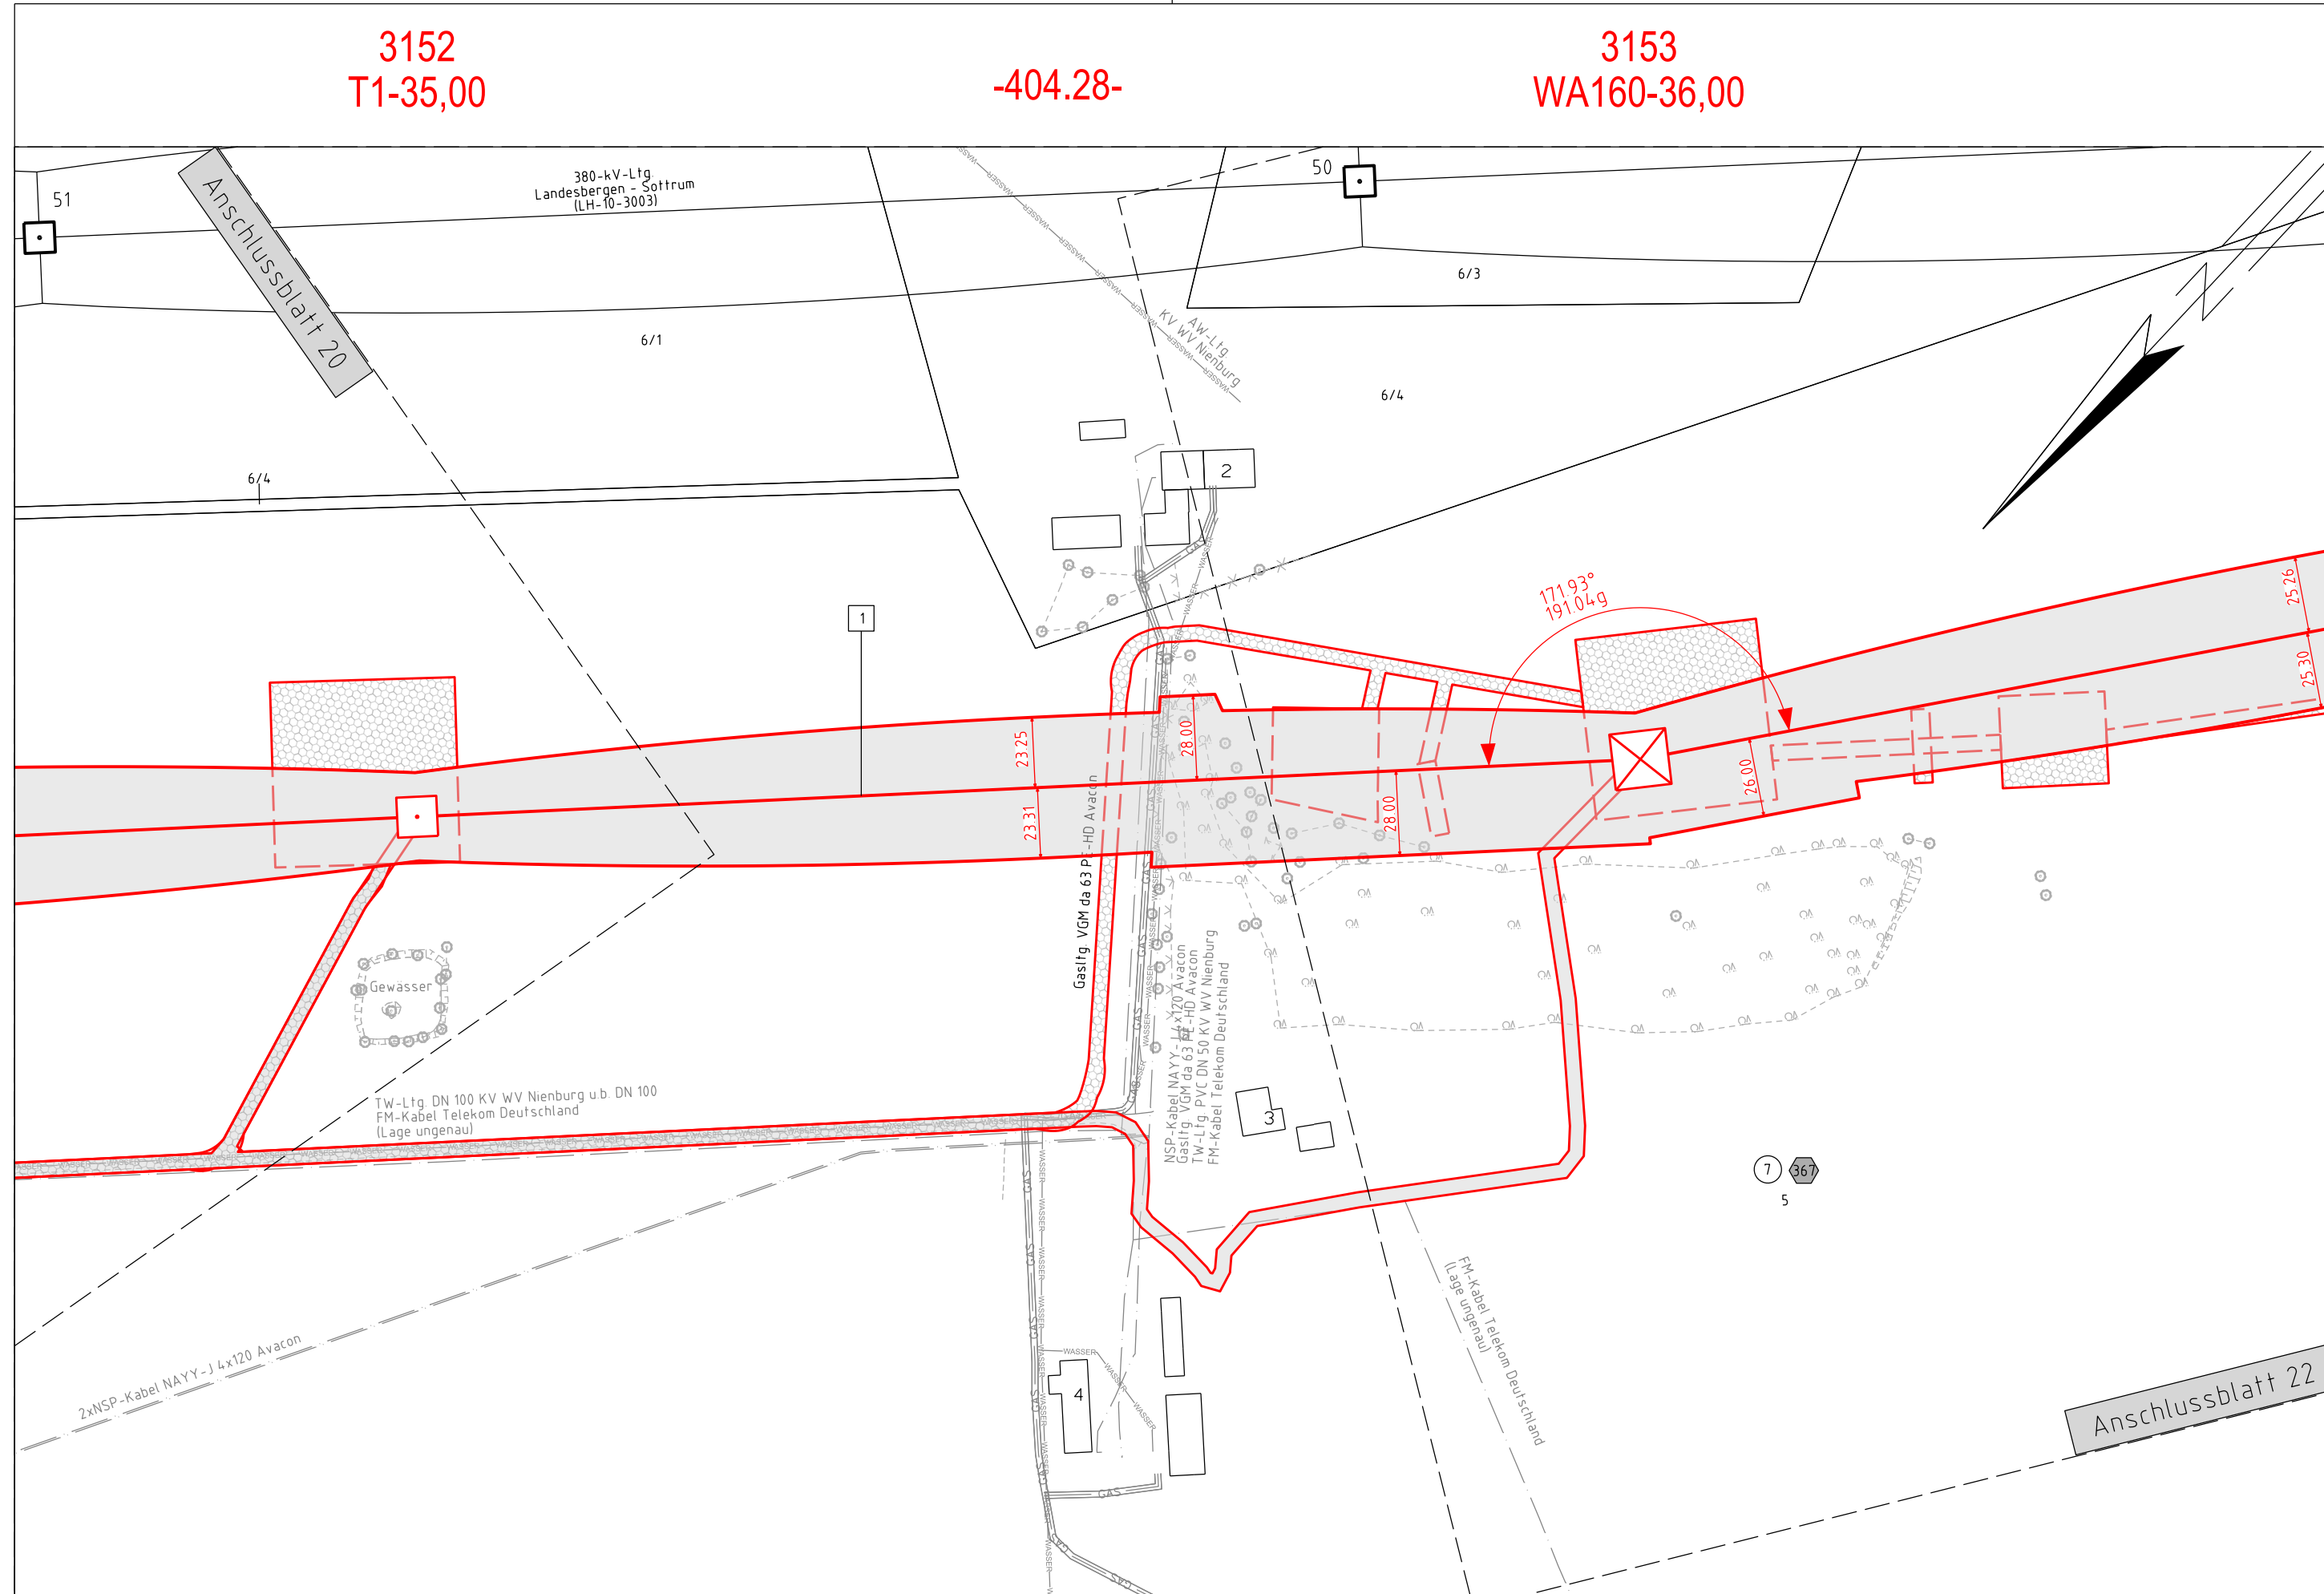 3152
T1-35,00
-404.28-
3153
WA160-36,00
51
Anschlussblatt 20
380-kV-Ltg.
Landesbergen - Sottrum
(LH-10-3003)
50
6/3
6/1
6/4
6/4
WASSER
AW-Ltg
KV WV Nienburg
2
GAS
1
171.93°
191.04g
25.26
25.30
23.25
28.00
23.31
28.00
26.00
Gasltg. VGM da 63 PE-HD Avacon
Gewässer
TW-Ltg. DN 100 KV WV Nienburg u.b. DN 100
FM-Kabel Telekom Deutschland
(Lage ungenau)
NSP-Kabel NAYY-J 4x120 Avacon
Gasltg. VGM da 63 PE-HD Avacon
TW-Ltg. PVC DN 50 KV WV Nienburg
FM-Kabel Telekom Deutschland
3
7
367
5
FM-Kabel Telekom Deutschland
(Lage ungenau)
2xNSP-Kabel NAYY-J 4x120 Avacon
4
WASSER
GAS
GAS
Anschlussblatt 22